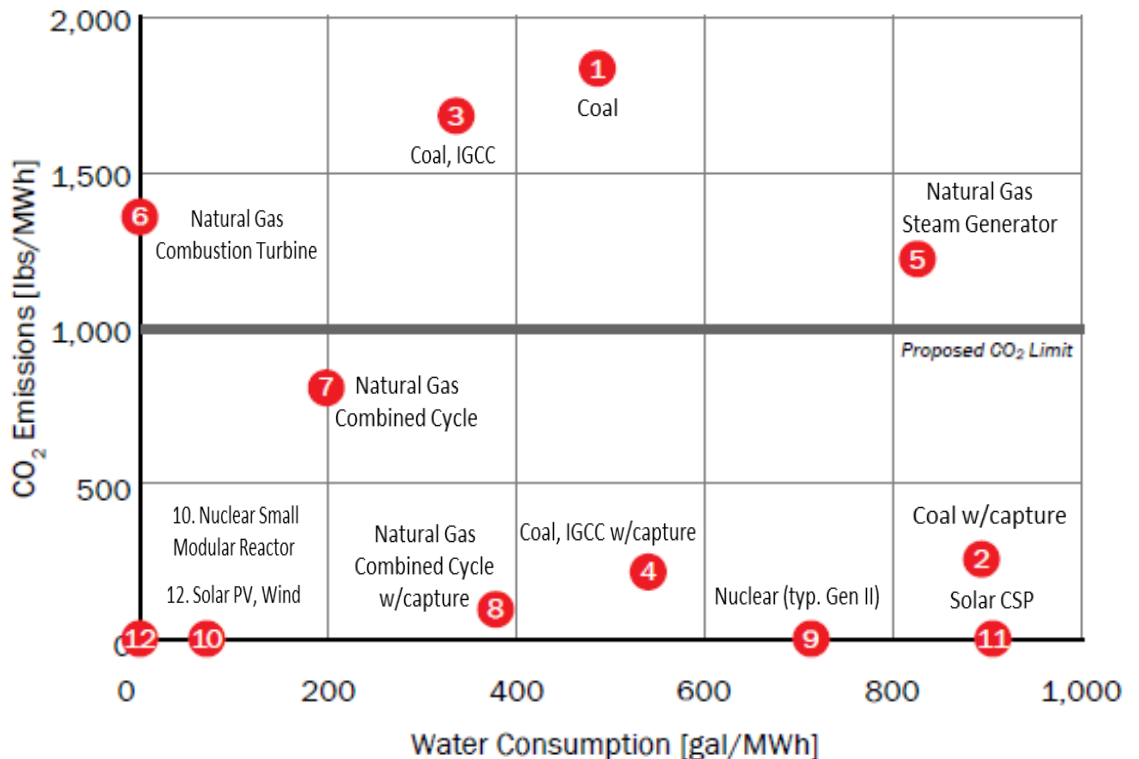 2,000
1
Coal
3
Coal, IGCC
1,500
Natural Gas
Steam Generator
6
Natural Gas
Combustion Turbine
5
1,000
Proposed CO₂ Limit
7
Natural Gas
Combined Cycle
500
10. Nuclear Small
Modular Reactor
12. Solar PV, Wind
Natural Gas
Combined Cycle
w/capture
8
Coal, IGCC w/capture
4
Coal w/capture
2
Nuclear (typ. Gen II)
Solar CSP
0
12
10
9
11
0
200
400
600
800
1,000
CO₂ Emissions [lbs/MWh]
Water Consumption [gal/MWh]